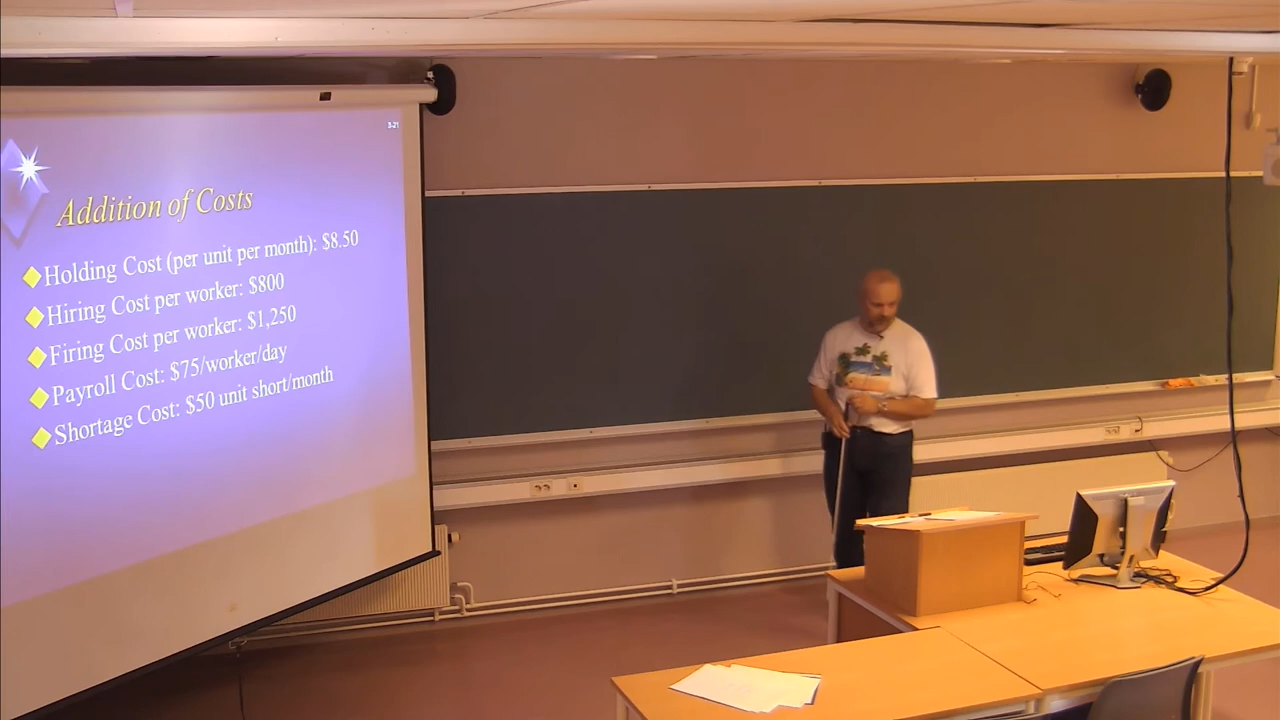 3-21
Addition of Costs
Holding Cost (per unit per month): $8.50
Hiring Cost per worker: $800
Firing Cost per worker: $1,250
Payroll Cost: $75/worker/day
Shortage Cost: $50 unit short/month